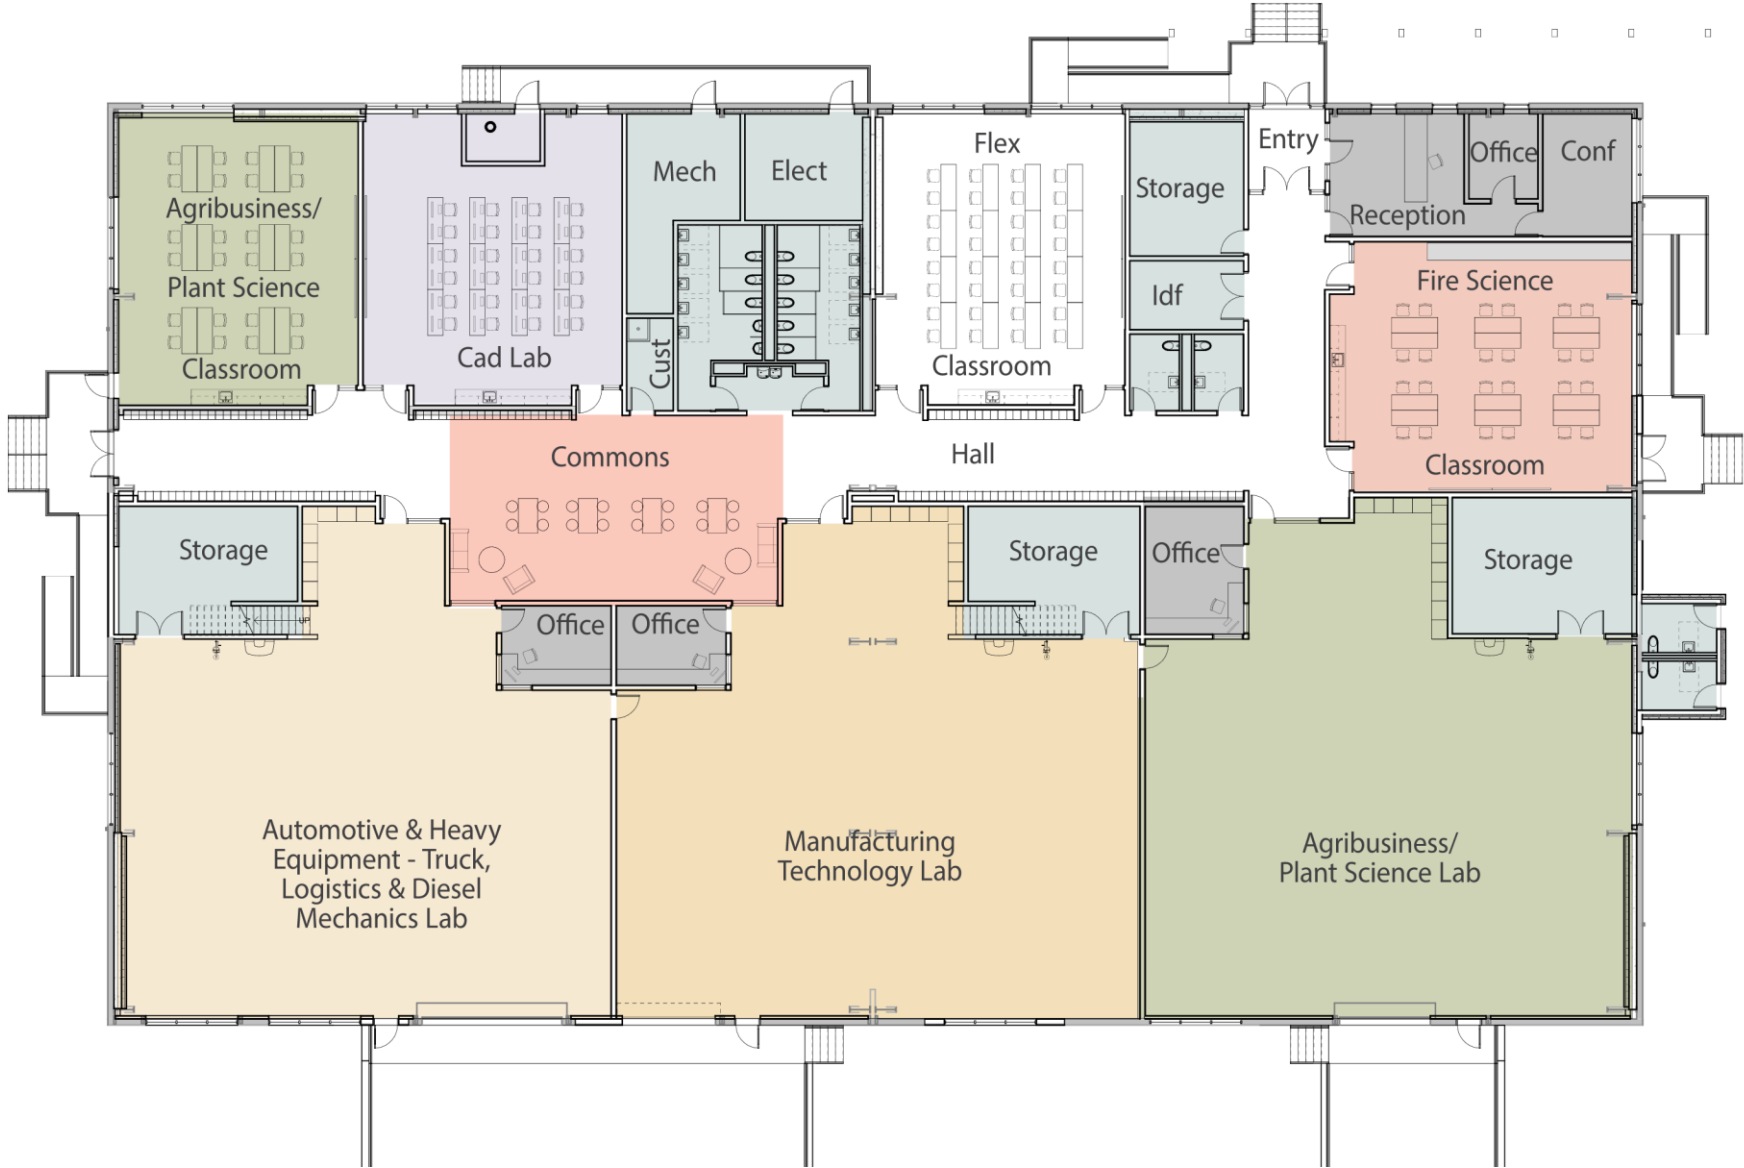 Agribusiness/
Plant Science
Classroom
Cad Lab
Mech
Elect
Cust
Flex
Classroom
Storage
Idf
Entry
Reception
Office
Conf
Fire Science
Classroom
Commons
Hall
Storage
UP
Office
Office
Storage
Office
Storage
Automotive & Heavy
Equipment - Truck,
Logistics & Diesel
Mechanics Lab
Manufacturing
Technology Lab
Agribusiness/
Plant Science Lab